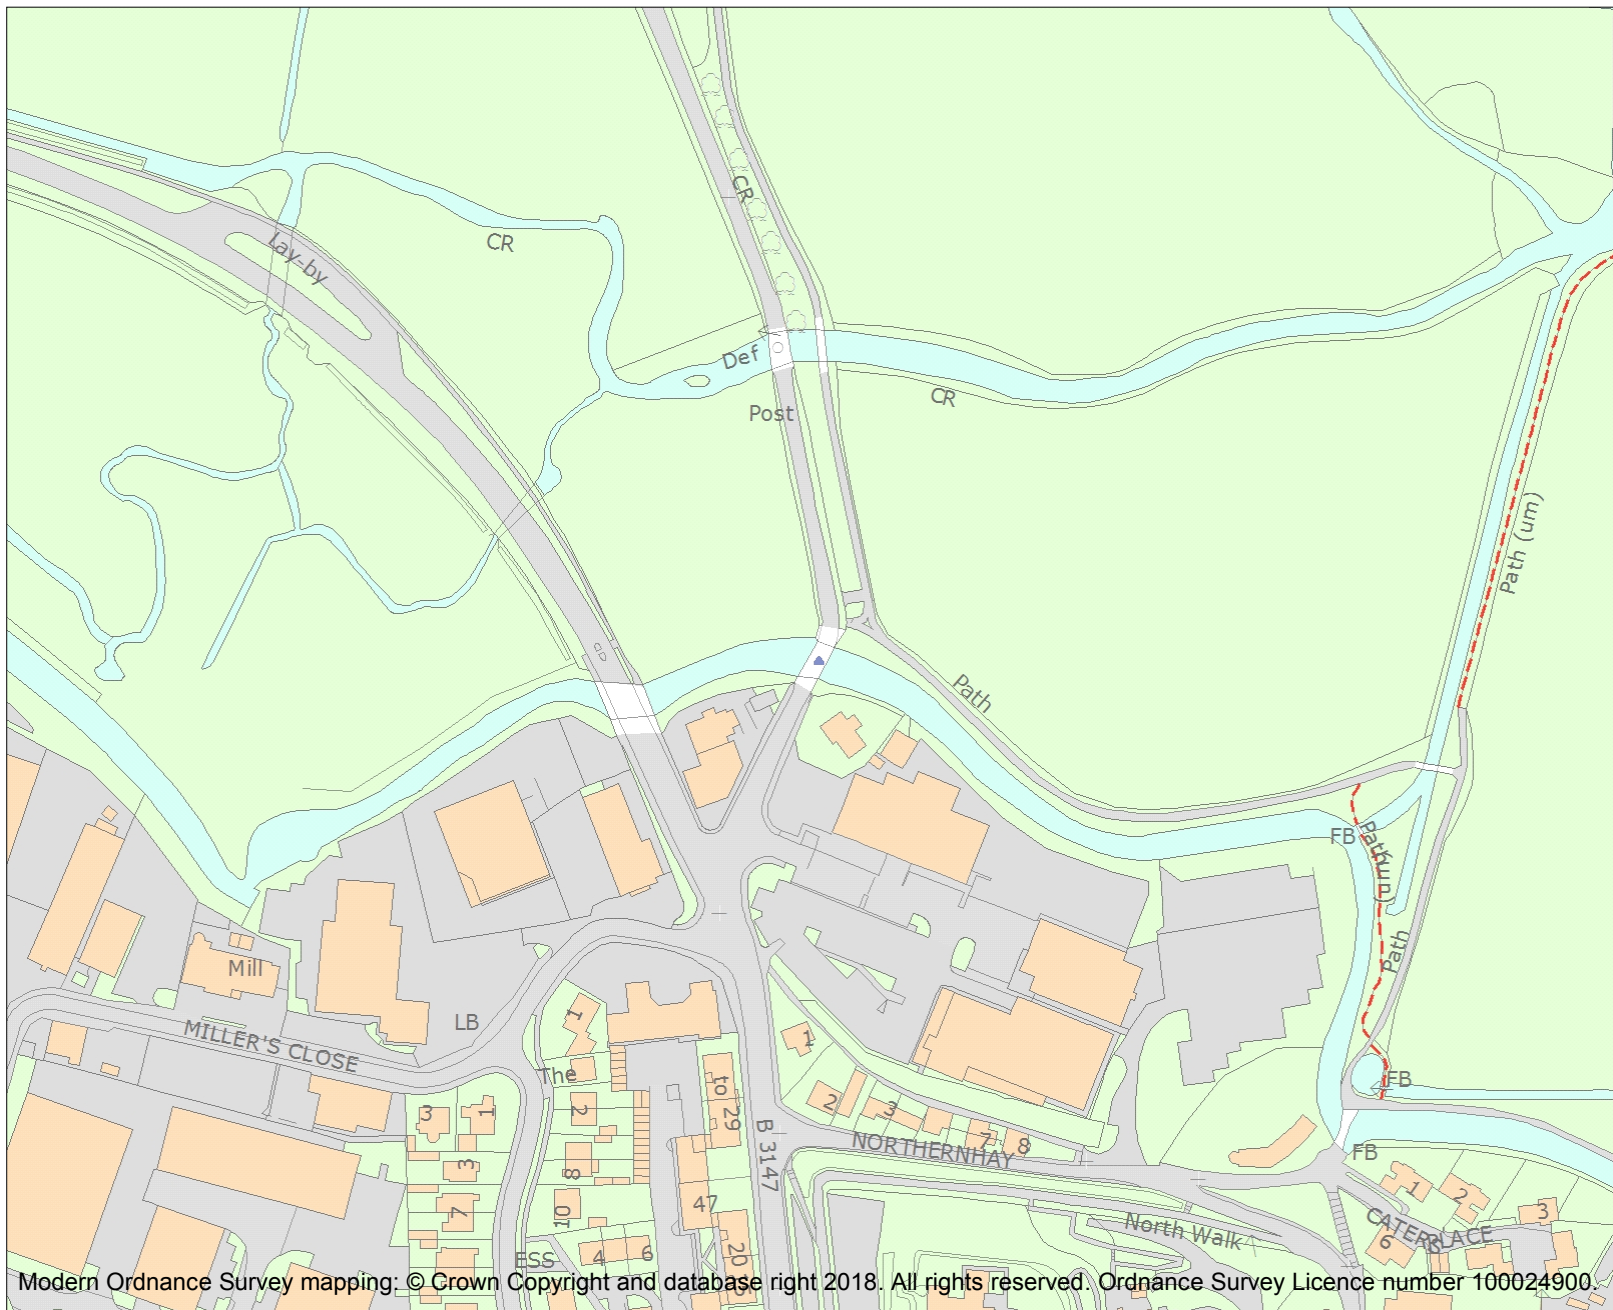 CR
Lay-by
CR
Def
CR
Post
Path (um)
Path
FB
Path
(um)
Path
Mill
LB
MILLER'S CLOSE
1
The
1
to
29
2
3
FB
3
1
2
B 3147
NORTHERNHAY
7
8
FB
3
8
7
10
47
1
2
3
CATERS
PLACE
6
North Walk
ESS
4
6
20
Modern Ordnance Survey mapping: © Crown Copyright and database right 2018. All rights reserved. Ordnance Survey Licence number 100024900.